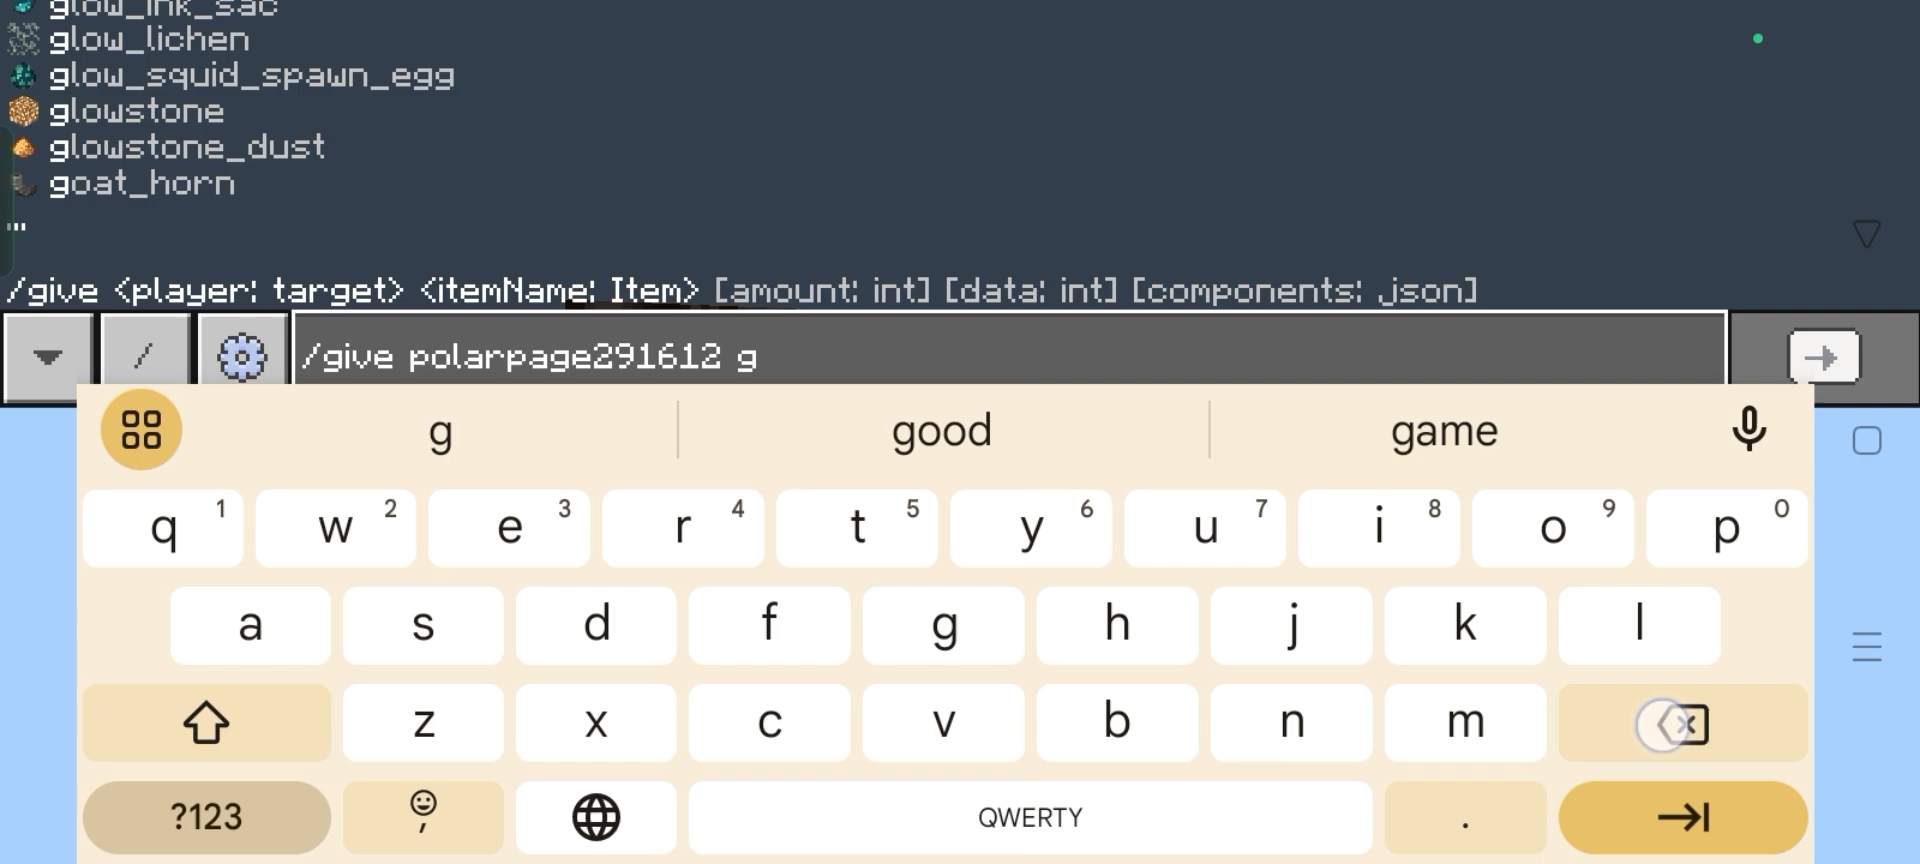 glow_ink_sac
glow_lichen
glow_squid_spawn_egg
glowstone
glowstone_dust
goat_horn
...
/give <player: target> <itemName: Item> [amount: int] [data: int] [components: json]
/
/give polarpage291612 g
g good game
q 1 w 2 e 3 r 4 t 5 y 6 u 7 i 8 o 9 p 0
a s d f g h j k l
z x c v b n m
?123 , QWERTY .